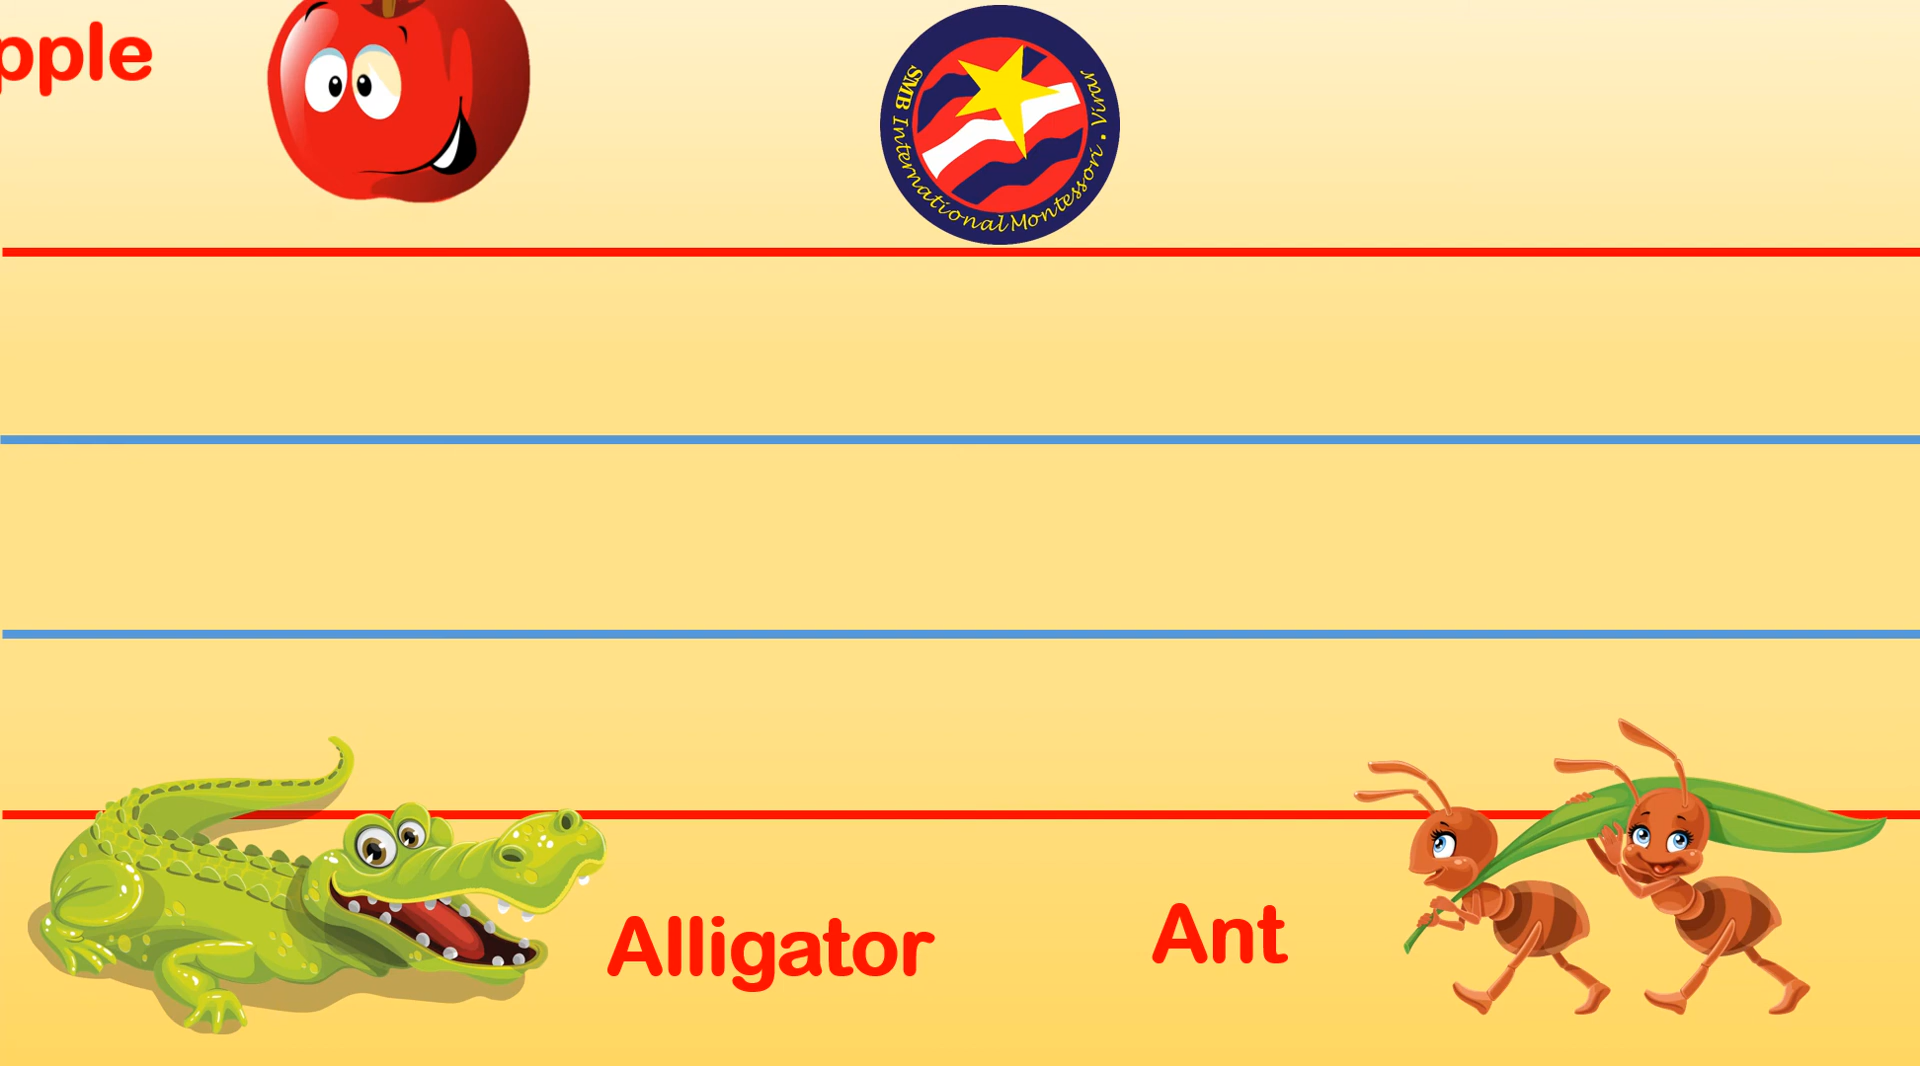 pple
SMB International Montessori . Virar
Alligator
Ant